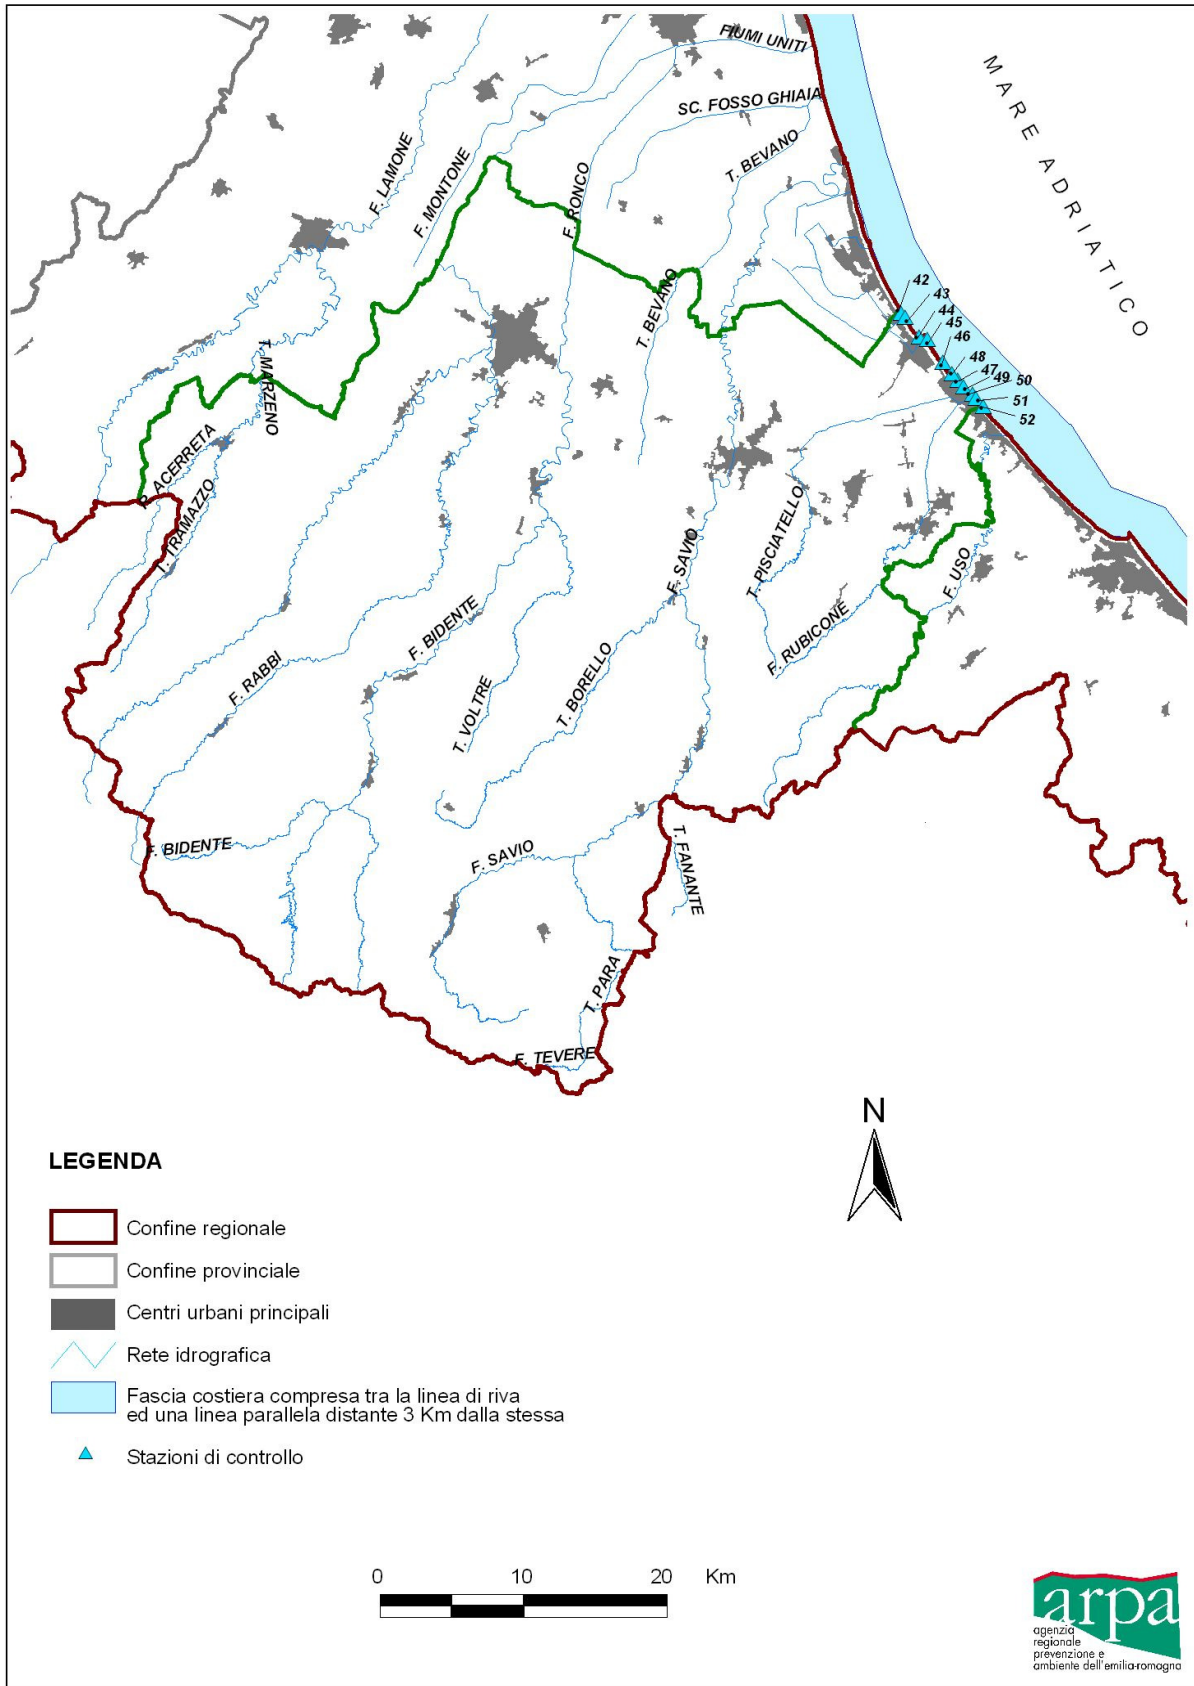 FIUMI UNITI
SC. FOSSO GHIAIA
MARE ADRIATICO
F. LAMONE
F. MONTONE
F. RONCO
T. BEVANO
T. BEVANO
42
43
44
45
46
48
47
49
50
51
52
T. MARZENO
R. ACERRETA
T. TRAMAZZO
T. PISCIATELLO
F. SAVIO
F. USO
F. RUBICONE
F. BIDENTE
F. RABBI
T. VOLTRE
T. BORELLO
F. BIDENTE
F. SAVIO
T. FANANTE
T. PARA
F. TEVERE
N
LEGENDA
Confine regionale
Confine provinciale
Centri urbani principali
Rete idrografica
Fascia costiera compresa tra la linea di riva
ed una linea parallela distante 3 Km dalla stessa
Stazioni di controllo
0 10 20 Km
arpa
agenzia
regionale
prevenzione e
ambiente dell'emilia-romagna